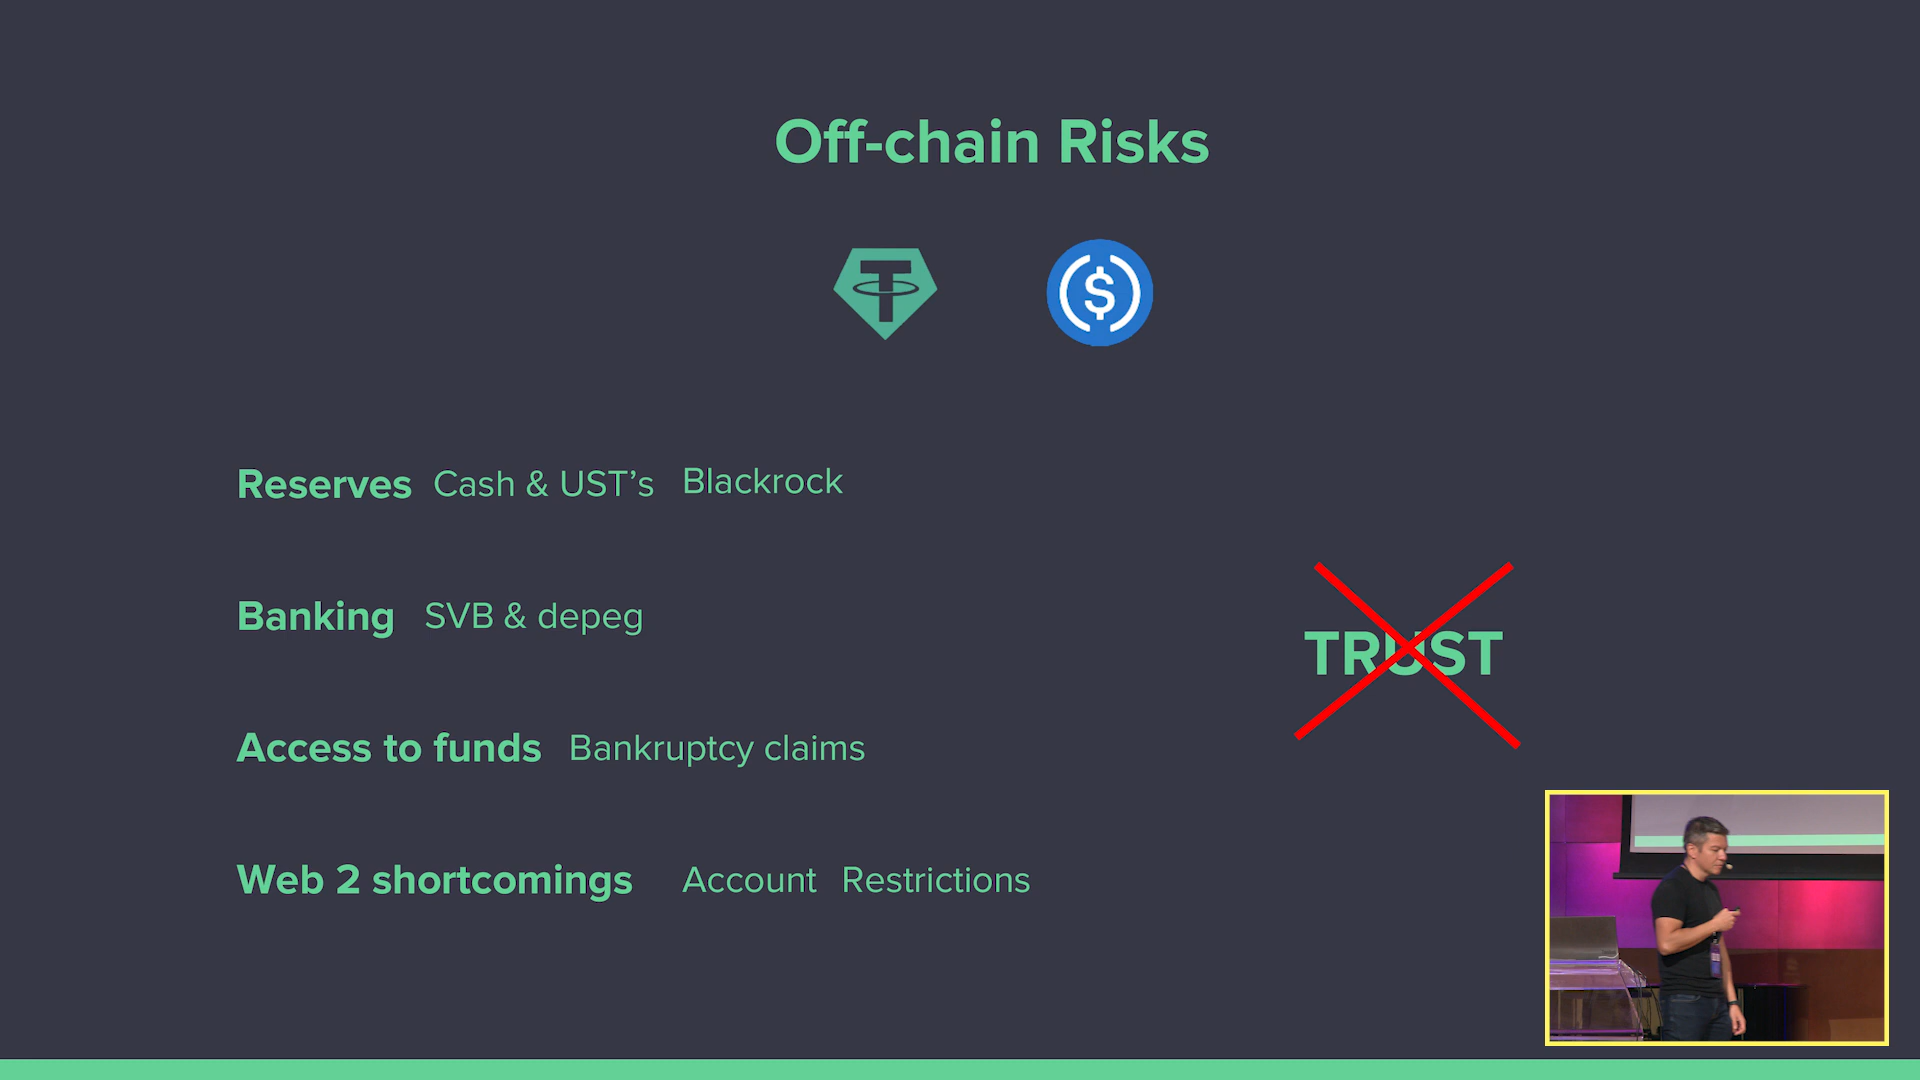 Off-chain Risks
Reserves Cash & UST’s Blackrock
Banking SVB & depeg
TRUST
Access to funds Bankruptcy claims
Web 2 shortcomings Account Restrictions